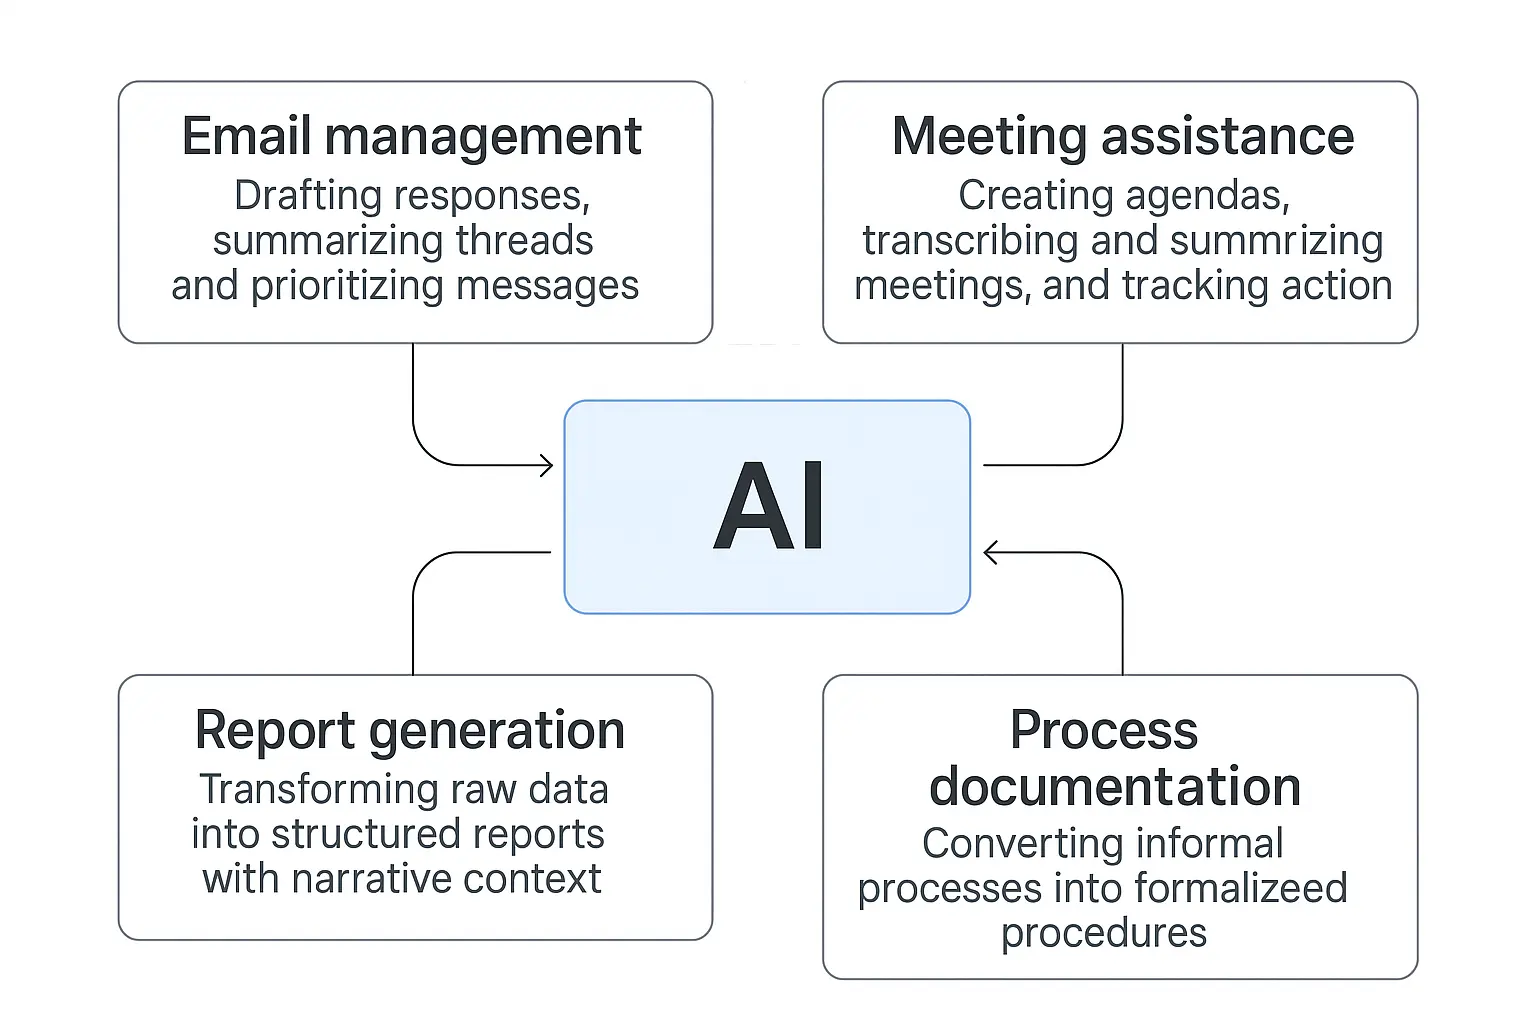 Email management
Drafting responses,
summarizing threads
and prioritizing messages
Meeting assistance
Creating agendas,
transcribing and summrizing
meetings, and tracking action
AI
Report generation
Transforming raw data
into structured reports
with narrative context
Process
documentation
Converting informal
processes into formalizeed
procedures